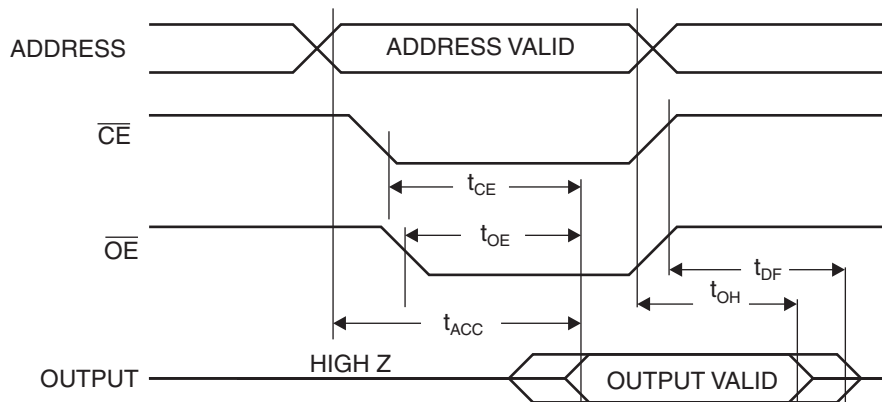 ADDRESS
ADDRESS VALID
CE
tCE
OE
tOE
tDF
tOH
tACC
HIGH Z
OUTPUT
OUTPUT VALID